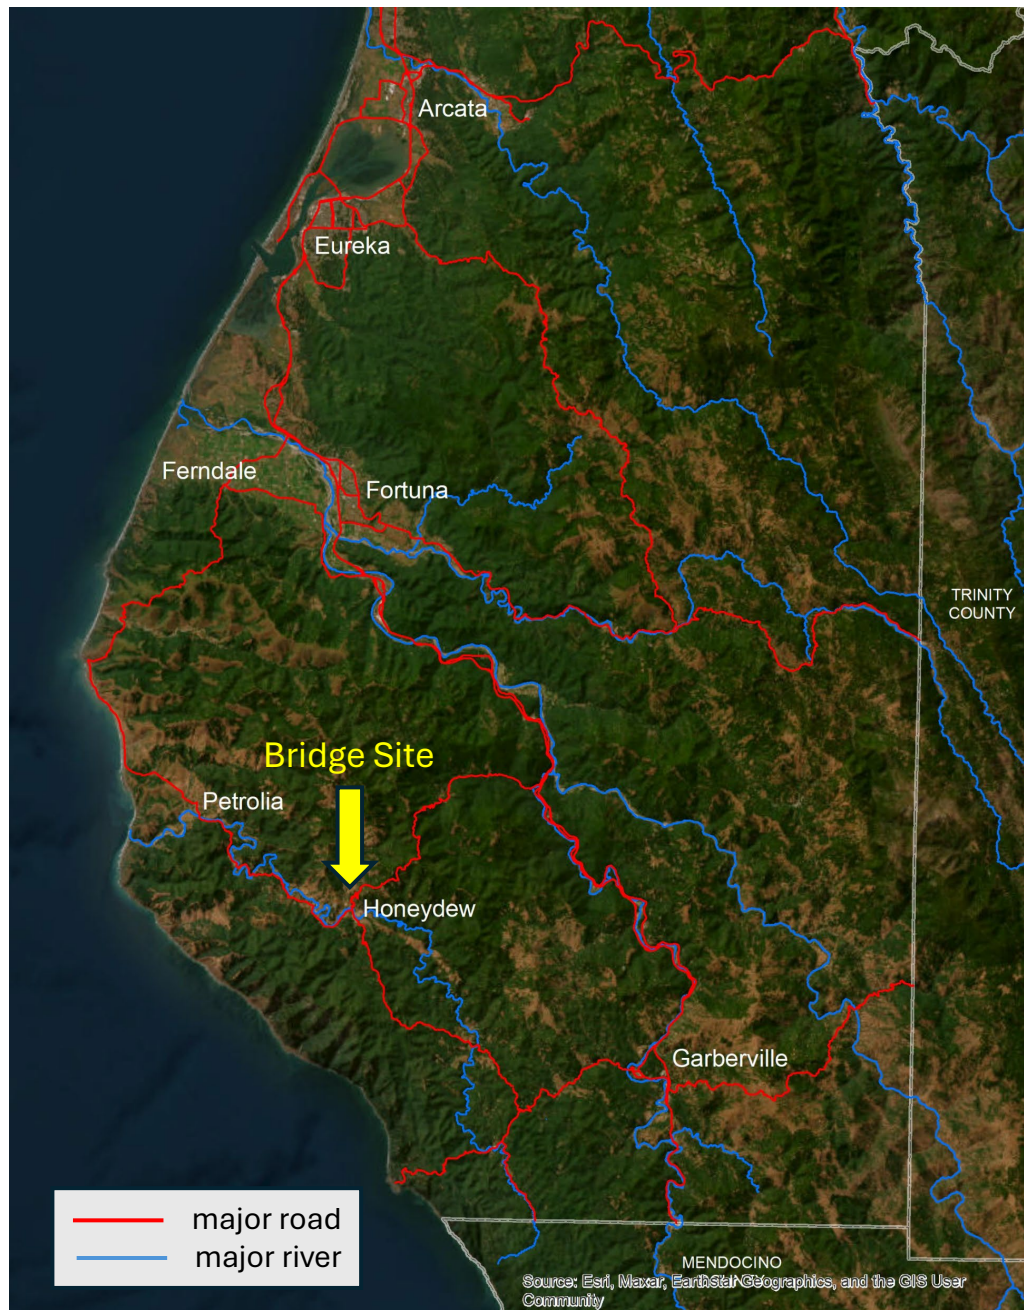 Arcata
Eureka
Ferndale
Fortuna
TRINITY
COUNTY
Bridge Site
Petrolia
Honeydew
Garberville
major road
major river
MENDOCINO
Source: Esri, Maxar, Earthstar Geographics, and the GIS User
Community